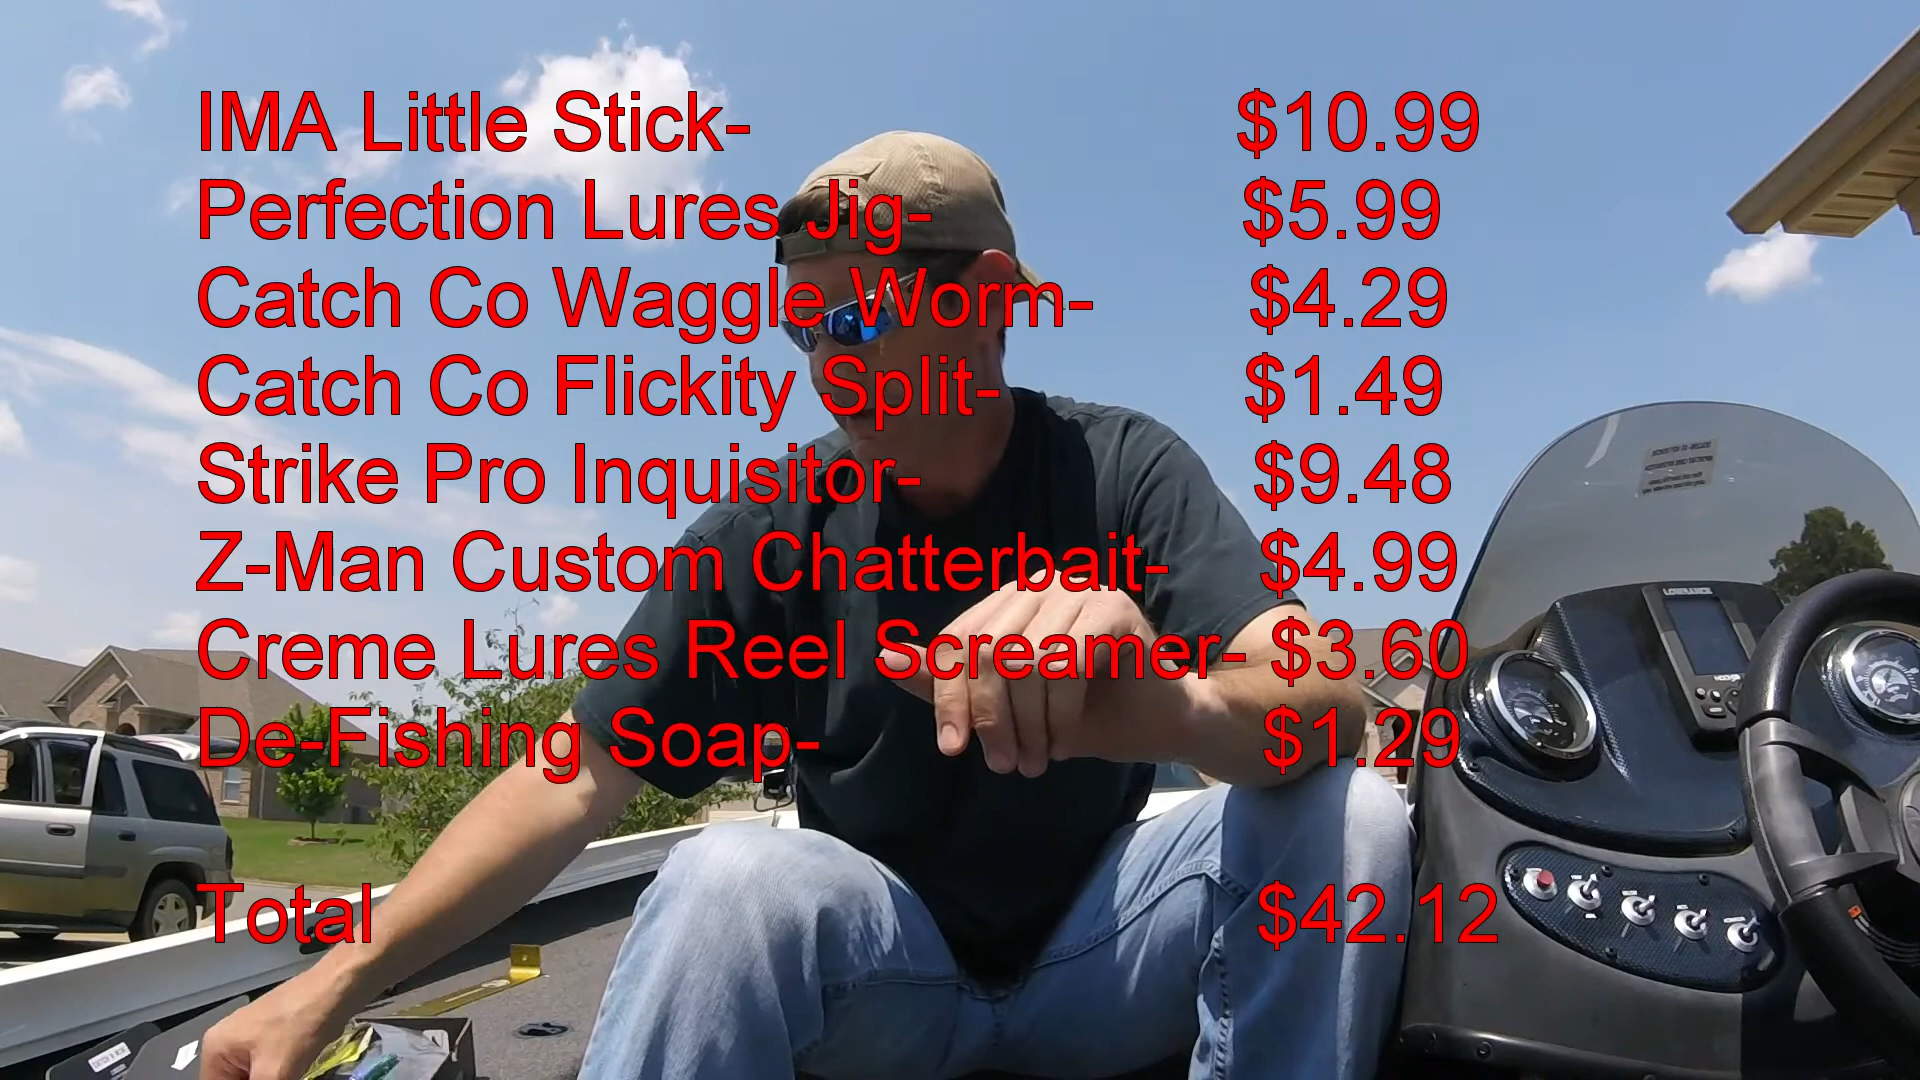 IMA Little Stick- $10.99
Perfection Lures Jig- $5.99
Catch Co Waggle Worm- $4.29
Catch Co Flickity Split- $1.49
Strike Pro Inquisitor- $9.48
Z-Man Custom Chatterbait- $4.99
Creme Lures Reel Screamer- $3.60
De-Fishing Soap- $1.29
Total $42.12
LOWRANCE